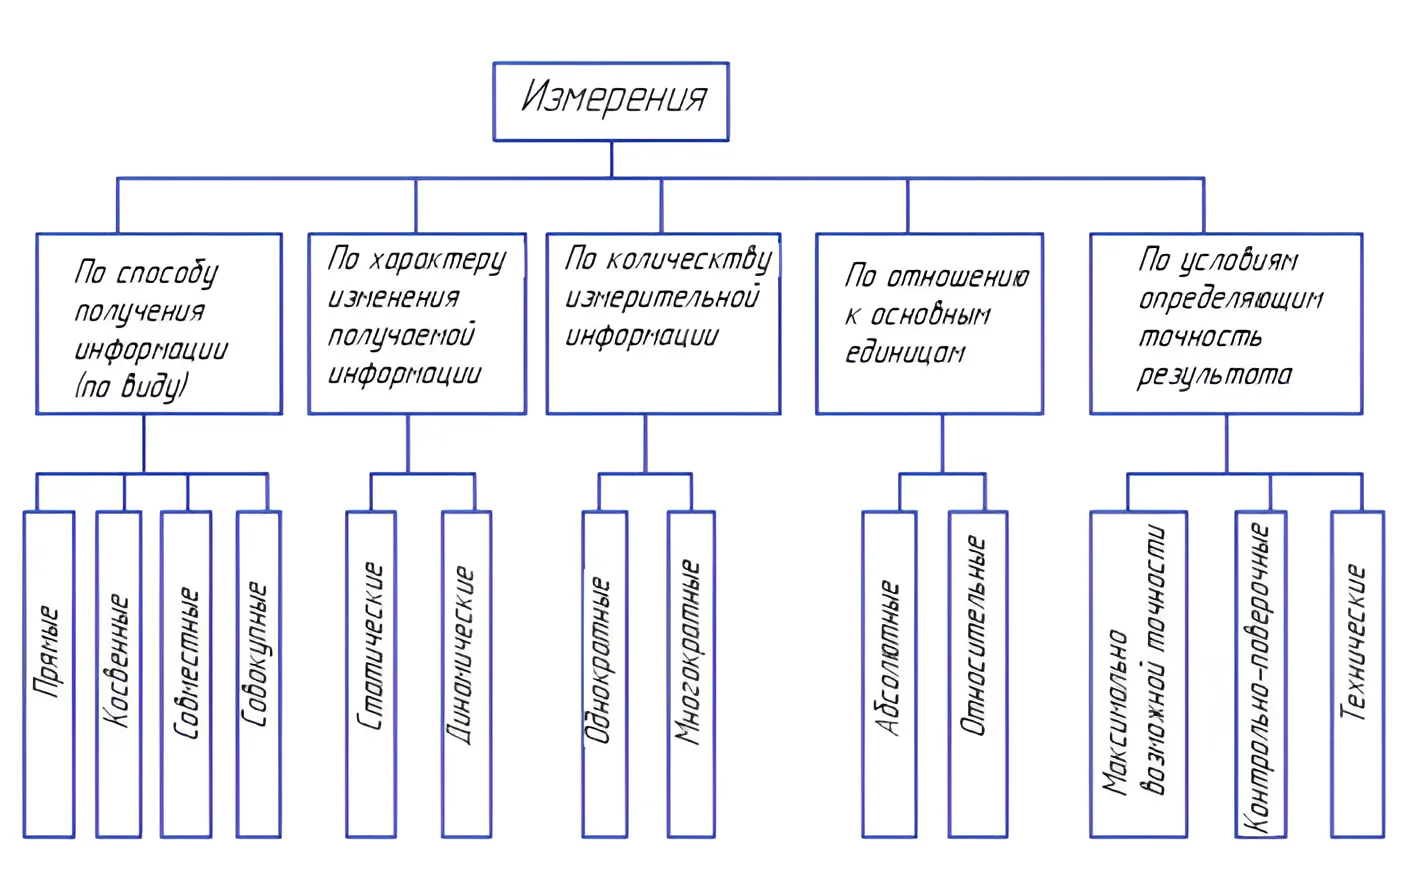 Измерения
По способу
получения
информации
(по виду)
По характеру
изменения
получаемой
информации
По количектву
измерительной
информации
По отношению
к основным
единицам
По условиям
определяющим
точность
результата
Прямые
Косвенные
Совместные
Совокупные
Статические
Динамические
Однократные
Многократные
Абсолютные
Относительные
Максимально
возможной точности
Контрольно-поверочные
Технические